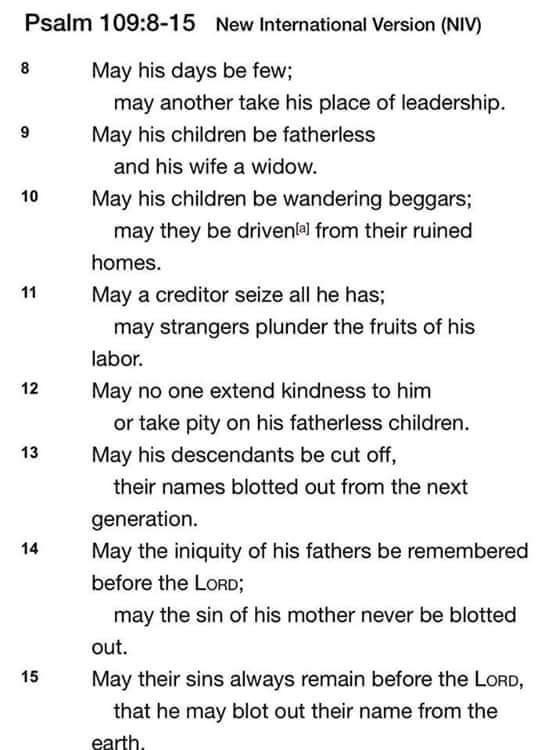 Psalm 109:8-15 New International Version (NIV)
8 May his days be few;
may another take his place of leadership.
9 May his children be fatherless
and his wife a widow.
10 May his children be wandering beggars;
may they be driven[a] from their ruined
homes.
11 May a creditor seize all he has;
may strangers plunder the fruits of his
labor.
12 May no one extend kindness to him
or take pity on his fatherless children.
13 May his descendants be cut off,
their names blotted out from the next
generation.
14 May the iniquity of his fathers be remembered
before the LORD;
may the sin of his mother never be blotted
out.
15 May their sins always remain before the LORD,
that he may blot out their name from the
earth.